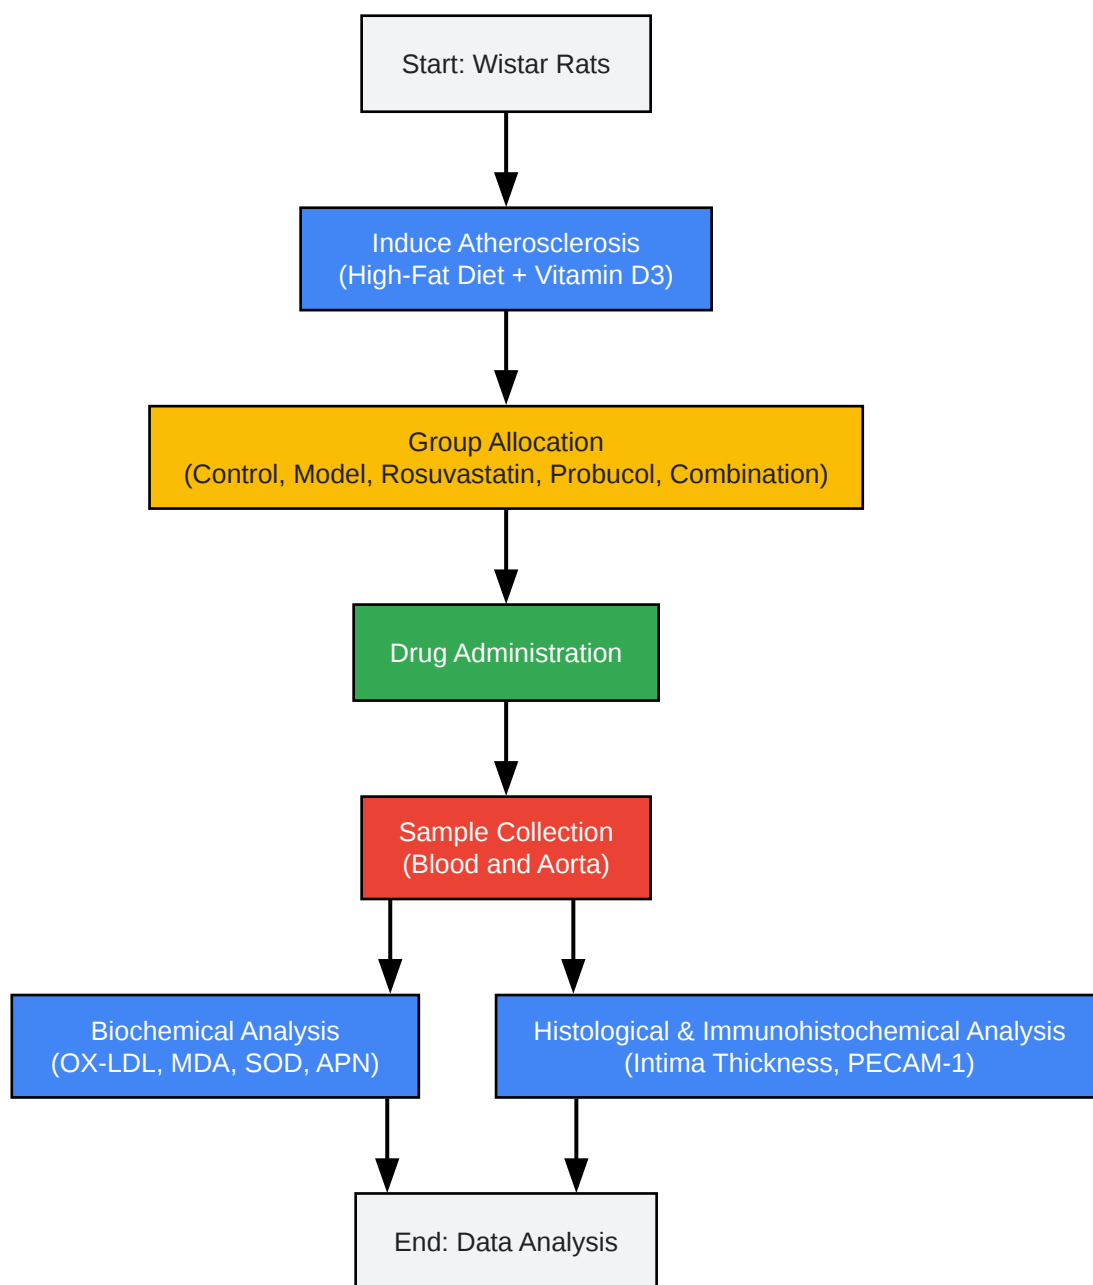 Start: Wistar Rats
Induce Atherosclerosis
(High-Fat Diet + Vitamin D3)
Group Allocation
(Control, Model, Rosuvastatin, Probucol, Combination)
Drug Administration
Sample Collection
(Blood and Aorta)
Biochemical Analysis
(OX-LDL, MDA, SOD, APN)
Histological & Immunohistochemical Analysis
(Intima Thickness, PECAM-1)
End: Data Analysis